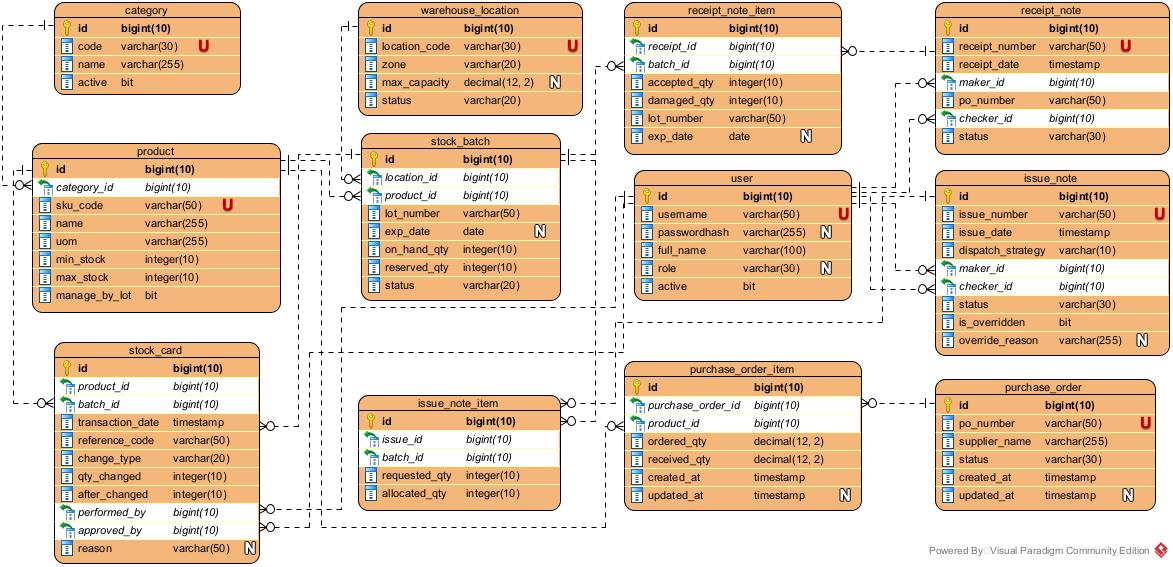 category
id bigint(10)
code varchar(30) U
name varchar(255)
active bit
warehouse_location
id bigint(10)
location_code varchar(30) U
zone varchar(20)
max_capacity decimal(12, 2) N
status varchar(20)
receipt_note_item
id bigint(10)
receipt_id bigint(10)
batch_id bigint(10)
accepted_qty integer(10)
damaged_qty integer(10)
lot_number varchar(50)
exp_date date N
receipt_note
id bigint(10)
receipt_number varchar(50) U
receipt_date timestamp
maker_id bigint(10)
po_number varchar(50)
checker_id bigint(10)
status varchar(30)
product
id bigint(10)
category_id bigint(10)
sku_code varchar(50) U
name varchar(255)
uom varchar(255)
min_stock integer(10)
max_stock integer(10)
manage_by_lot bit
stock_batch
id bigint(10)
location_id bigint(10)
product_id bigint(10)
lot_number varchar(50)
exp_date date N
on_hand_qty integer(10)
reserved_qty integer(10)
status varchar(20)
user
id bigint(10)
username varchar(50) U
passwordhash varchar(255) N
full_name varchar(100)
role varchar(30) N
active bit
issue_note
id bigint(10)
issue_number varchar(50) U
issue_date timestamp
dispatch_strategy varchar(10)
maker_id bigint(10)
checker_id bigint(10)
status varchar(30)
is_overridden bit
override_reason varchar(255) N
stock_card
id bigint(10)
product_id bigint(10)
batch_id bigint(10)
transaction_date timestamp
reference_code varchar(50)
change_type varchar(20)
qty_changed integer(10)
after_changed integer(10)
performed_by bigint(10)
approved_by bigint(10)
reason varchar(50) N
issue_note_item
id bigint(10)
issue_id bigint(10)
batch_id bigint(10)
requested_qty integer(10)
allocated_qty integer(10)
purchase_order_item
id bigint(10)
purchase_order_id bigint(10)
product_id bigint(10)
ordered_qty decimal(12, 2)
received_qty decimal(12, 2)
created_at timestamp
updated_at timestamp N
purchase_order
id bigint(10)
po_number varchar(50) U
supplier_name varchar(255)
status varchar(30)
created_at timestamp
updated_at timestamp N
Powered By Visual Paradigm Community Edition